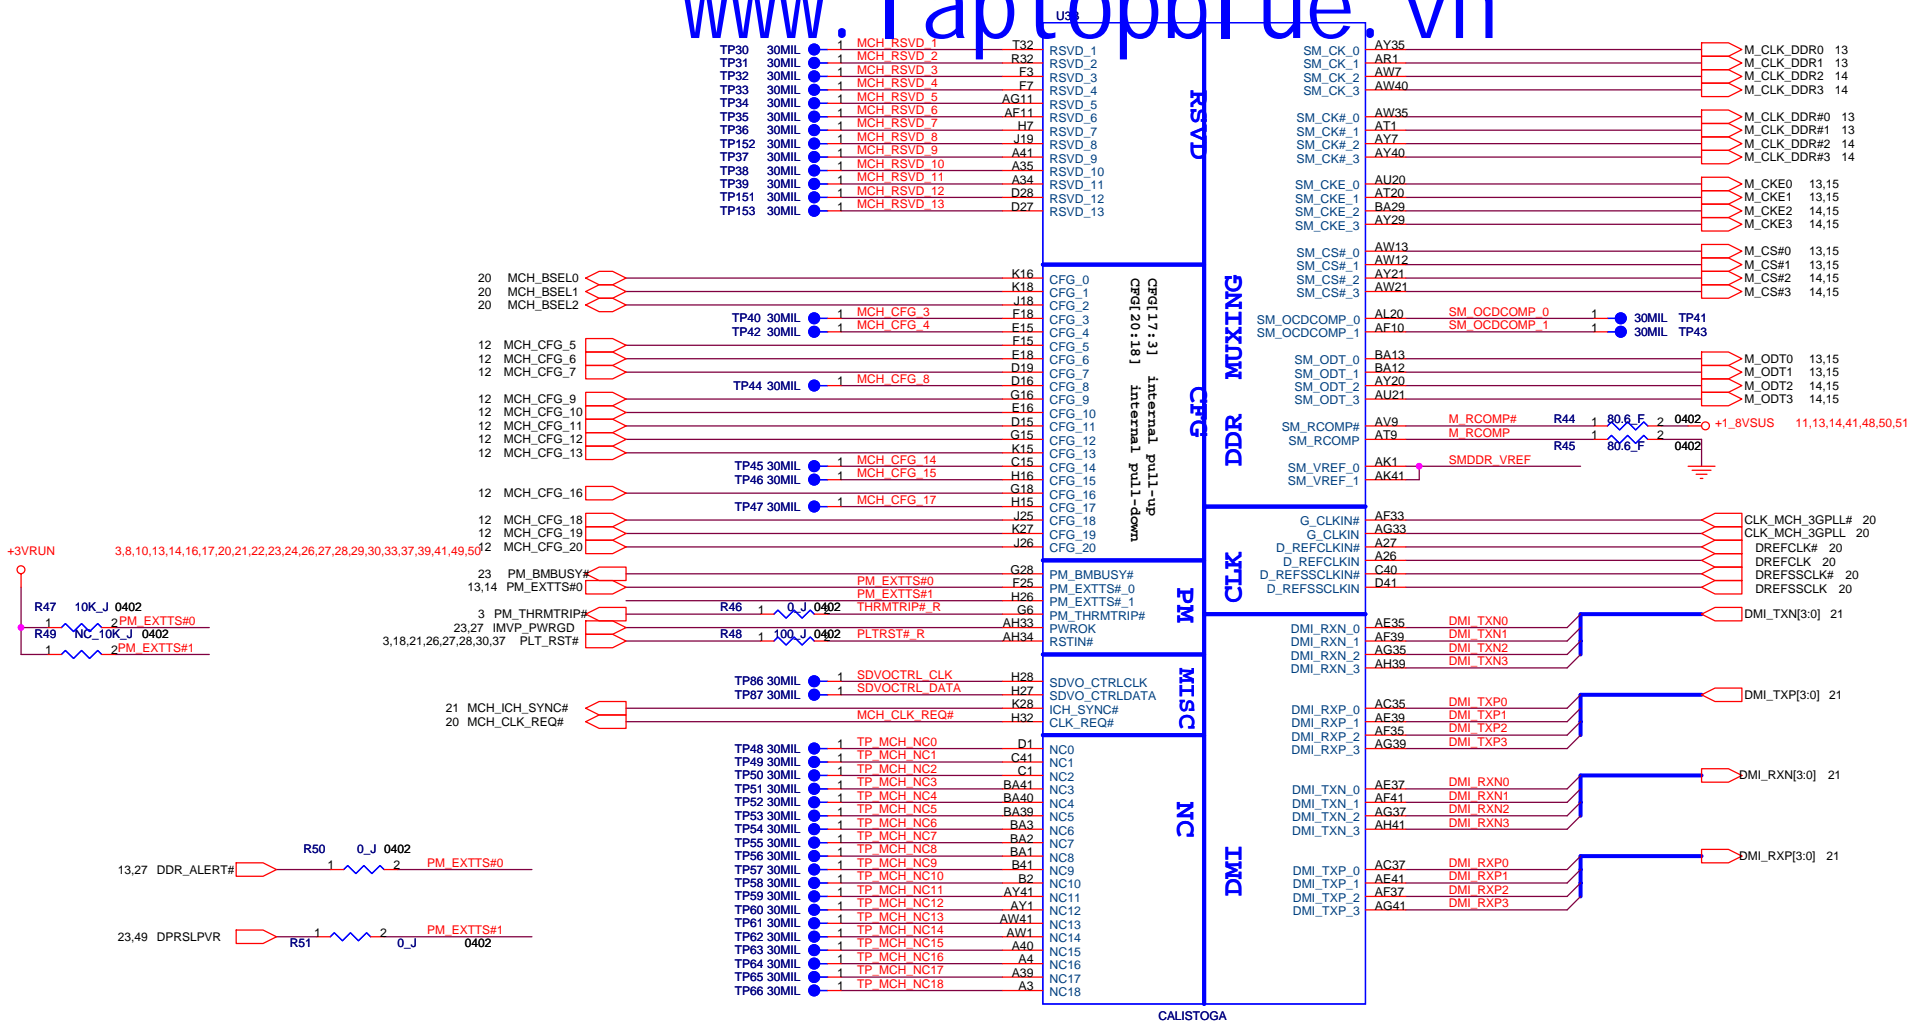 www.laptopblue.vn
U3B
TP30 30MIL 1 MCH_RSVD_1 T32 RSVD_1
TP31 30MIL 1 MCH_RSVD_2 R32 RSVD_2
TP32 30MIL 1 MCH_RSVD_3 F3 RSVD_3
TP33 30MIL 1 MCH_RSVD_4 F7 RSVD_4
TP34 30MIL 1 MCH_RSVD_5 AG11 RSVD_5
TP35 30MIL 1 MCH_RSVD_6 AF11 RSVD_6
TP36 30MIL 1 MCH_RSVD_7 H7 RSVD_7
TP152 30MIL 1 MCH_RSVD_8 J19 RSVD_8
TP37 30MIL 1 MCH_RSVD_9 A41 RSVD_9
TP38 30MIL 1 MCH_RSVD_10 A35 RSVD_10
TP39 30MIL 1 MCH_RSVD_11 A34 RSVD_11
TP151 30MIL 1 MCH_RSVD_12 D28 RSVD_12
TP153 30MIL 1 MCH_RSVD_13 D27 RSVD_13
RSVD
20 MCH_BSEL0 K16 CFG_0
20 MCH_BSEL1 K18 CFG_1
20 MCH_BSEL2 J18 CFG_2
TP40 30MIL 1 MCH_CFG_3 F18 CFG_3
TP42 30MIL 1 MCH_CFG_4 E15 CFG_4
12 MCH_CFG_5 F15 CFG_5
12 MCH_CFG_6 E18 CFG_6
12 MCH_CFG_7 D19 CFG_7
TP44 30MIL 1 MCH_CFG_8 D16 CFG_8
12 MCH_CFG_9 G16 CFG_9
12 MCH_CFG_10 E16 CFG_10
12 MCH_CFG_11 D15 CFG_11
12 MCH_CFG_12 G15 CFG_12
12 MCH_CFG_13 K15 CFG_13
TP45 30MIL 1 MCH_CFG_14 C15 CFG_14
TP46 30MIL 1 MCH_CFG_15 H16 CFG_15
12 MCH_CFG_16 G18 CFG_16
TP47 30MIL 1 MCH_CFG_17 H15 CFG_17
12 MCH_CFG_18 J25 CFG_18
12 MCH_CFG_19 K27 CFG_19
12 MCH_CFG_20 J26 CFG_20
CFG[17:3] internal pull-up
CFG[20:18] internal pull-down
CFG
+3VRUN 3,8,10,13,14,16,17,20,21,22,23,24,26,27,28,29,30,33,37,39,41,49,50
R47 10K_J 0402
1 2 PM_EXTTS#0
R49 NC_10K_J 0402
1 2 PM_EXTTS#1
23 PM_BMBUSY# G28 PM_BMBUSY#
13,14 PM_EXTTS#0 PM_EXTTS#0 F25 PM_EXTTS#_0
PM_EXTTS#1 H26 PM_EXTTS#_1
3 PM_THRMTRIP# R46 1 0_J 0402 THRMTRIP#_R G6 PM_THRMTRIP#
23,27 IMVP_PWRGD AH33 PWROK
3,18,21,26,27,28,30,37 PLT_RST# R48 1 100_J 0402 PLTRST#_R AH34 RSTIN#
PM
TP86 30MIL 1 SDVOCTRL_CLK H28 SDVO_CTRLCLK
TP87 30MIL 1 SDVOCTRL_DATA H27 SDVO_CTRLDATA
21 MCH_ICH_SYNC# K28 ICH_SYNC#
20 MCH_CLK_REQ# MCH_CLK_REQ# H32 CLK_REQ#
MISC
TP48 30MIL 1 TP_MCH_NC0 D1 NC0
TP49 30MIL 1 TP_MCH_NC1 C41 NC1
TP50 30MIL 1 TP_MCH_NC2 C1 NC2
TP51 30MIL 1 TP_MCH_NC3 BA41 NC3
TP52 30MIL 1 TP_MCH_NC4 BA40 NC4
TP53 30MIL 1 TP_MCH_NC5 BA39 NC5
TP54 30MIL 1 TP_MCH_NC6 BA3 NC6
TP55 30MIL 1 TP_MCH_NC7 BA2 NC7
TP56 30MIL 1 TP_MCH_NC8 BA1 NC8
TP57 30MIL 1 TP_MCH_NC9 B41 NC9
TP58 30MIL 1 TP_MCH_NC10 B2 NC10
TP59 30MIL 1 TP_MCH_NC11 AY41 NC11
TP60 30MIL 1 TP_MCH_NC12 AY1 NC12
TP61 30MIL 1 TP_MCH_NC13 AW41 NC13
TP62 30MIL 1 TP_MCH_NC14 AW1 NC14
TP63 30MIL 1 TP_MCH_NC15 A40 NC15
TP64 30MIL 1 TP_MCH_NC16 A4 NC16
TP65 30MIL 1 TP_MCH_NC17 A39 NC17
TP66 30MIL 1 TP_MCH_NC18 A3 NC18
NC
R50 0_J 0402
13,27 DDR_ALERT# 1 2 PM_EXTTS#0
23,49 DPRSLPVR 1 2 PM_EXTTS#1
R51 0_J 0402
SM_CK_0 AY35 M_CLK_DDR0 13
SM_CK_1 AR1 M_CLK_DDR1 13
SM_CK_2 AW7 M_CLK_DDR2 14
SM_CK_3 AW40 M_CLK_DDR3 14
SM_CK#_0 AW35 M_CLK_DDR#0 13
SM_CK#_1 AT1 M_CLK_DDR#1 13
SM_CK#_2 AY7 M_CLK_DDR#2 14
SM_CK#_3 AY40 M_CLK_DDR#3 14
SM_CKE_0 AU20 M_CKE0 13,15
SM_CKE_1 AT20 M_CKE1 13,15
SM_CKE_2 BA29 M_CKE2 14,15
SM_CKE_3 AY29 M_CKE3 14,15
SM_CS#_0 AW13 M_CS#0 13,15
SM_CS#_1 AW12 M_CS#1 13,15
SM_CS#_2 AY21 M_CS#2 14,15
SM_CS#_3 AW21 M_CS#3 14,15
SM_OCDCOMP_0 AL20 SM_OCDCOMP_0 1 30MIL TP41
SM_OCDCOMP_1 AF10 SM_OCDCOMP_1 1 30MIL TP43
SM_ODT_0 BA13 M_ODT0 13,15
SM_ODT_1 BA12 M_ODT1 13,15
SM_ODT_2 AY20 M_ODT2 14,15
SM_ODT_3 AU21 M_ODT3 14,15
SM_RCOMP# AV9 M_RCOMP# R44 1 80.6_F 2 0402 +1_8VSUS 11,13,14,41,48,50,51
SM_RCOMP AT9 M_RCOMP R45 1 80.6_F 2 0402
SM_VREF_0 AK1 SMDDR_VREF
SM_VREF_1 AK41
DDR MUXING
G_CLKIN# AF33 CLK_MCH_3GPLL# 20
G_CLKIN AG33 CLK_MCH_3GPLL 20
D_REFCLKIN# A27 DREFCLK# 20
D_REFCLKIN A26 DREFCLK 20
D_REFSSCLKIN# C40 DREFSSCLK# 20
D_REFSSCLKIN D41 DREFSSCLK 20
CLK
DMI_TXN[3:0] 21
DMI_RXN_0 AE35 DMI_TXN0
DMI_RXN_1 AF39 DMI_TXN1
DMI_RXN_2 AG35 DMI_TXN2
DMI_RXN_3 AH39 DMI_TXN3
DMI_TXP[3:0] 21
DMI_RXP_0 AC35 DMI_TXP0
DMI_RXP_1 AE39 DMI_TXP1
DMI_RXP_2 AF35 DMI_TXP2
DMI_RXP_3 AG39 DMI_TXP3
DMI_RXN[3:0] 21
DMI_TXN_0 AE37 DMI_RXN0
DMI_TXN_1 AF41 DMI_RXN1
DMI_TXN_2 AG37 DMI_RXN2
DMI_TXN_3 AH41 DMI_RXN3
DMI_RXP[3:0] 21
DMI_TXP_0 AC37 DMI_RXP0
DMI_TXP_1 AE41 DMI_RXP1
DMI_TXP_2 AF37 DMI_RXP2
DMI_TXP_3 AG41 DMI_RXP3
DMI
CALISTOGA